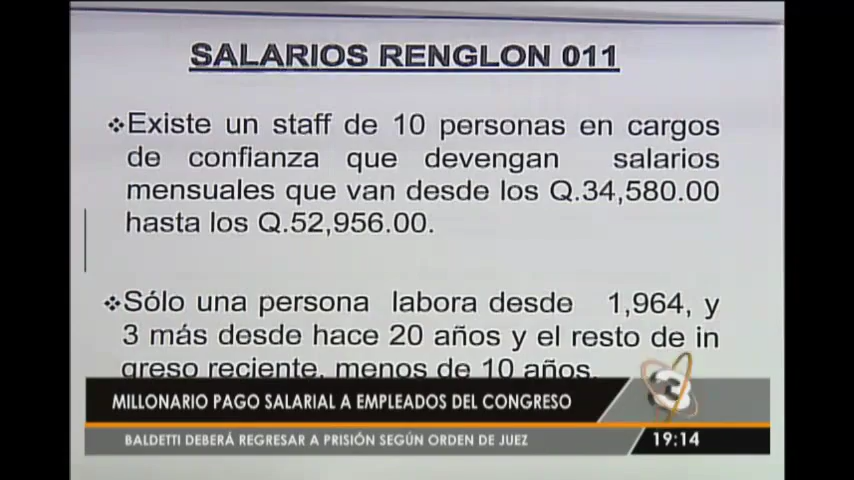 SALARIOS RENGLON 011
❖Existe un staff de 10 personas en cargos
de confianza que devengan salarios
mensuales que van desde los Q.34,580.00
hasta los Q.52,956.00.
❖Sólo una persona labora desde 1,964, y
3 más desde hace 20 años y el resto de in
greso reciente, menos de 10 años.
MILLONARIO PAGO SALARIAL A EMPLEADOS DEL CONGRESO
3
BALDETTI DEBERÁ REGRESAR A PRISIÓN SEGÚN ORDEN DE JUEZ
19:14